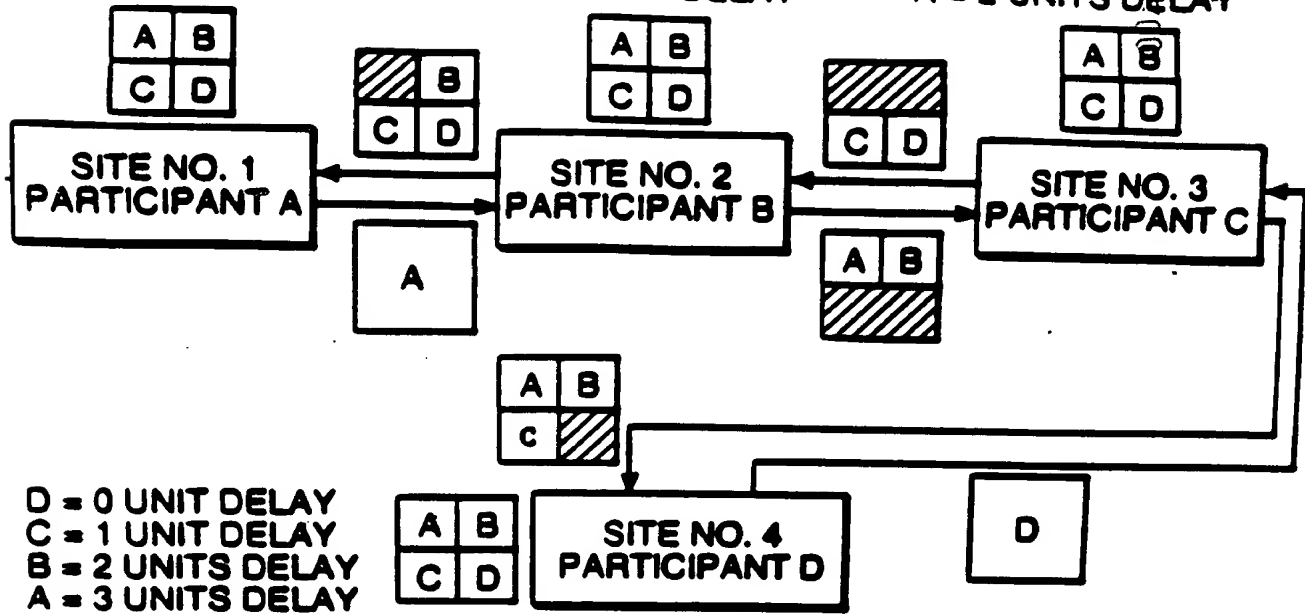 A B
C D
B
C D
A B
C D
C D
A B
C D
SITE NO. 1
PARTICIPANT A
SITE NO. 2
PARTICIPANT B
SITE NO. 3
PARTICIPANT C
A
A B
A B
c
D = 0 UNIT DELAY
C = 1 UNIT DELAY
B = 2 UNITS DELAY
A = 3 UNITS DELAY
A B
C D
SITE NO. 4
PARTICIPANT D
D